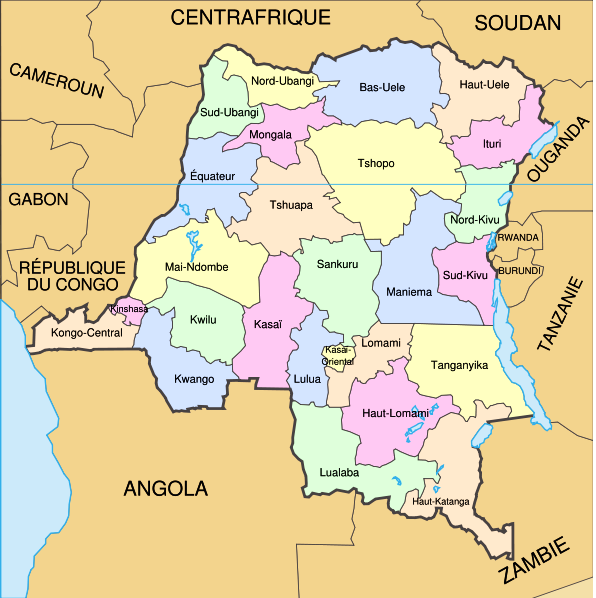 CENTRAFRIQUE
SOUDAN
CAMEROUN
Nord-Ubangi
Bas-Uele
Haut-Uele
Sud-Ubangi
Mongala
Ituri
OUGANDA
Tshopo
Équateur
GABON
Tshuapa
Nord-Kivu
RWANDA
RÉPUBLIQUE
DU CONGO
Mai-Ndombe
Sankuru
Sud-Kivu
BURUNDI
Maniema
TANZANIE
Kinshasa
Kongo-Central
Kwilu
Kasaï
Lomami
Kasaï-
Oriental
Tanganyika
Kwango
Lulua
Haut-Lomami
Lualaba
ANGOLA
Haut-Katanga
ZAMBIE